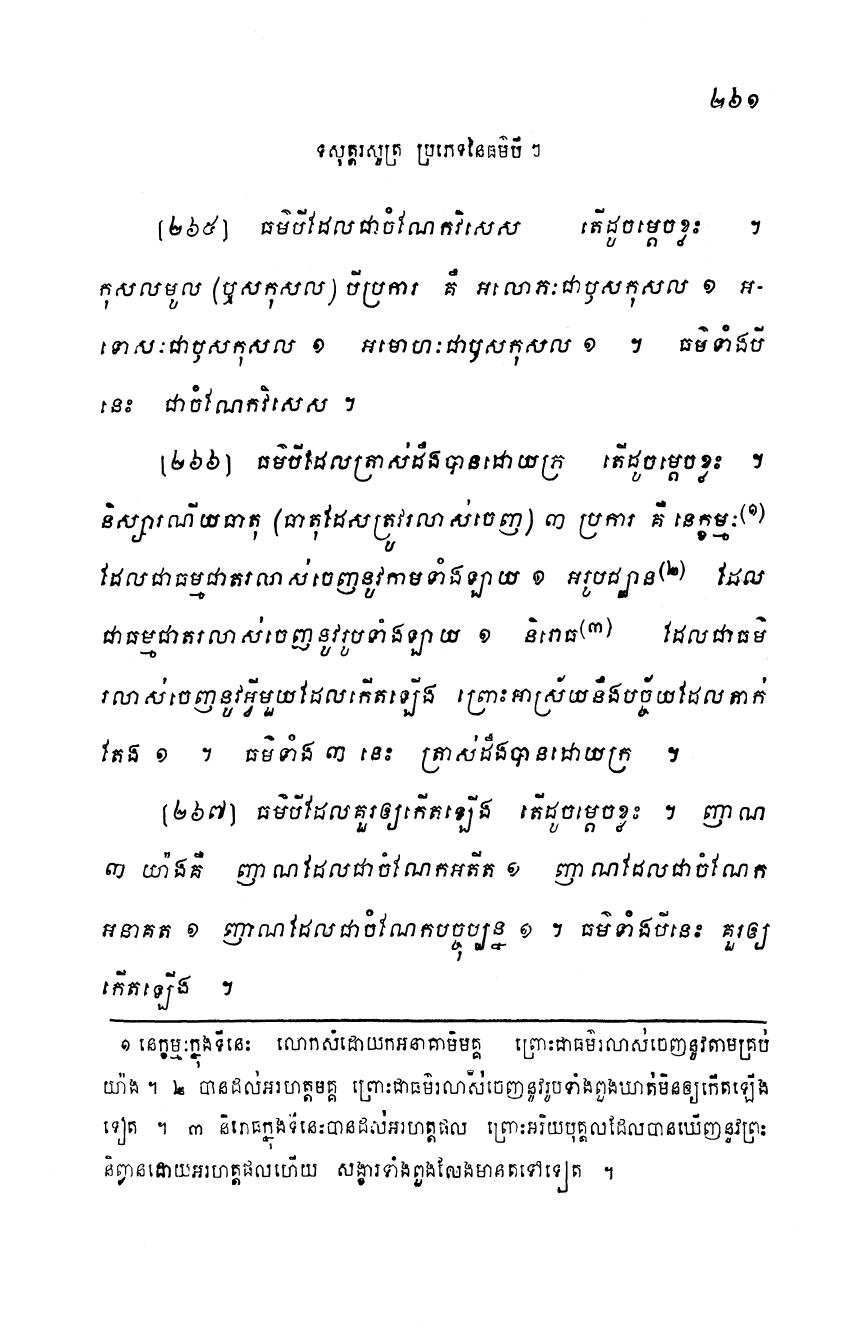 ២៦១
ទសុត្តរសូត្រ ប្រភេទនៃធម៌បី ៗ
[២៦៥] ធម៌បីដែលជាចំណែកវិសេស តើដូចម្តេចខ្លះ ។
កុសលមូល (ឫសកុសល) បីប្រការ គឺ អលោភៈជាឫសកុសល ១ អ-
ទោសៈជាឫសកុសល ១ អមោហៈជាឫសកុសល ១ ។ ធម៌ទាំងបី
នេះ ជាចំណែកវិសេស ។
[២៦៦] ធម៌បីដែលត្រាស់ដឹងបានដោយក្រ តើដូចម្តេចខ្លះ ។
និស្សារណីយធាតុ (ធាតុដែលត្រូវរលាស់ចេញ) ៣ ប្រការ គឺ នេក្ខម្មៈ(១)
ដែលជាធម្មជាតរលាស់ចេញនូវកាមទាំងឡាយ ១ អរូបជ្ឈាន(២) ដែល
ជាធម្មជាតរលាស់ចេញនូវរូបទាំងឡាយ ១ និរោធ(៣) ដែលជាធម៌
រលាស់ចេញនូវអ្វីមួយដែលកើតឡើង ព្រោះអាស្រ័យនឹងបច្ច័យដែលតាក់
តែង ១ ។ ធម៌ទាំង ៣ នេះ ត្រាស់ដឹងបានដោយក្រ ។
[២៦៧] ធម៌បីដែលគួរឲ្យកើតឡើង តើដូចម្តេចខ្លះ ។ ញាណ
៣ យ៉ាងគឺ ញាណដែលជាចំណែកអតីត ១ ញាណដែលជាចំណែក
អនាគត ១ ញាណដែលជាចំណែកបច្ចុប្បន្ន ១ ។ ធម៌ទាំងបីនេះ គួរឲ្យ
កើតឡើង ។
១ នេក្ខម្មៈក្នុងទីនេះ លោកសំដោយកអនាគាមិមគ្គ ព្រោះជាធម៌រលាស់ចេញនូវកាមគ្រប់
យ៉ាង ។ ២ បានដល់អរហត្តមគ្គ ព្រោះជាធម៌រលាស់ចេញនូវរូបទាំងពួងឃាត់មិនឲ្យកើតឡើង
ទៀត ។ ៣ និរោធក្នុងទីនេះបានដល់អរហត្តផល ព្រោះអរិយបុគ្គលដែលបានឃើញនូវព្រះ
និព្វានដោយអរហត្តផលហើយ សង្ខារទាំងពួងលែងមានតទៅទៀត ។